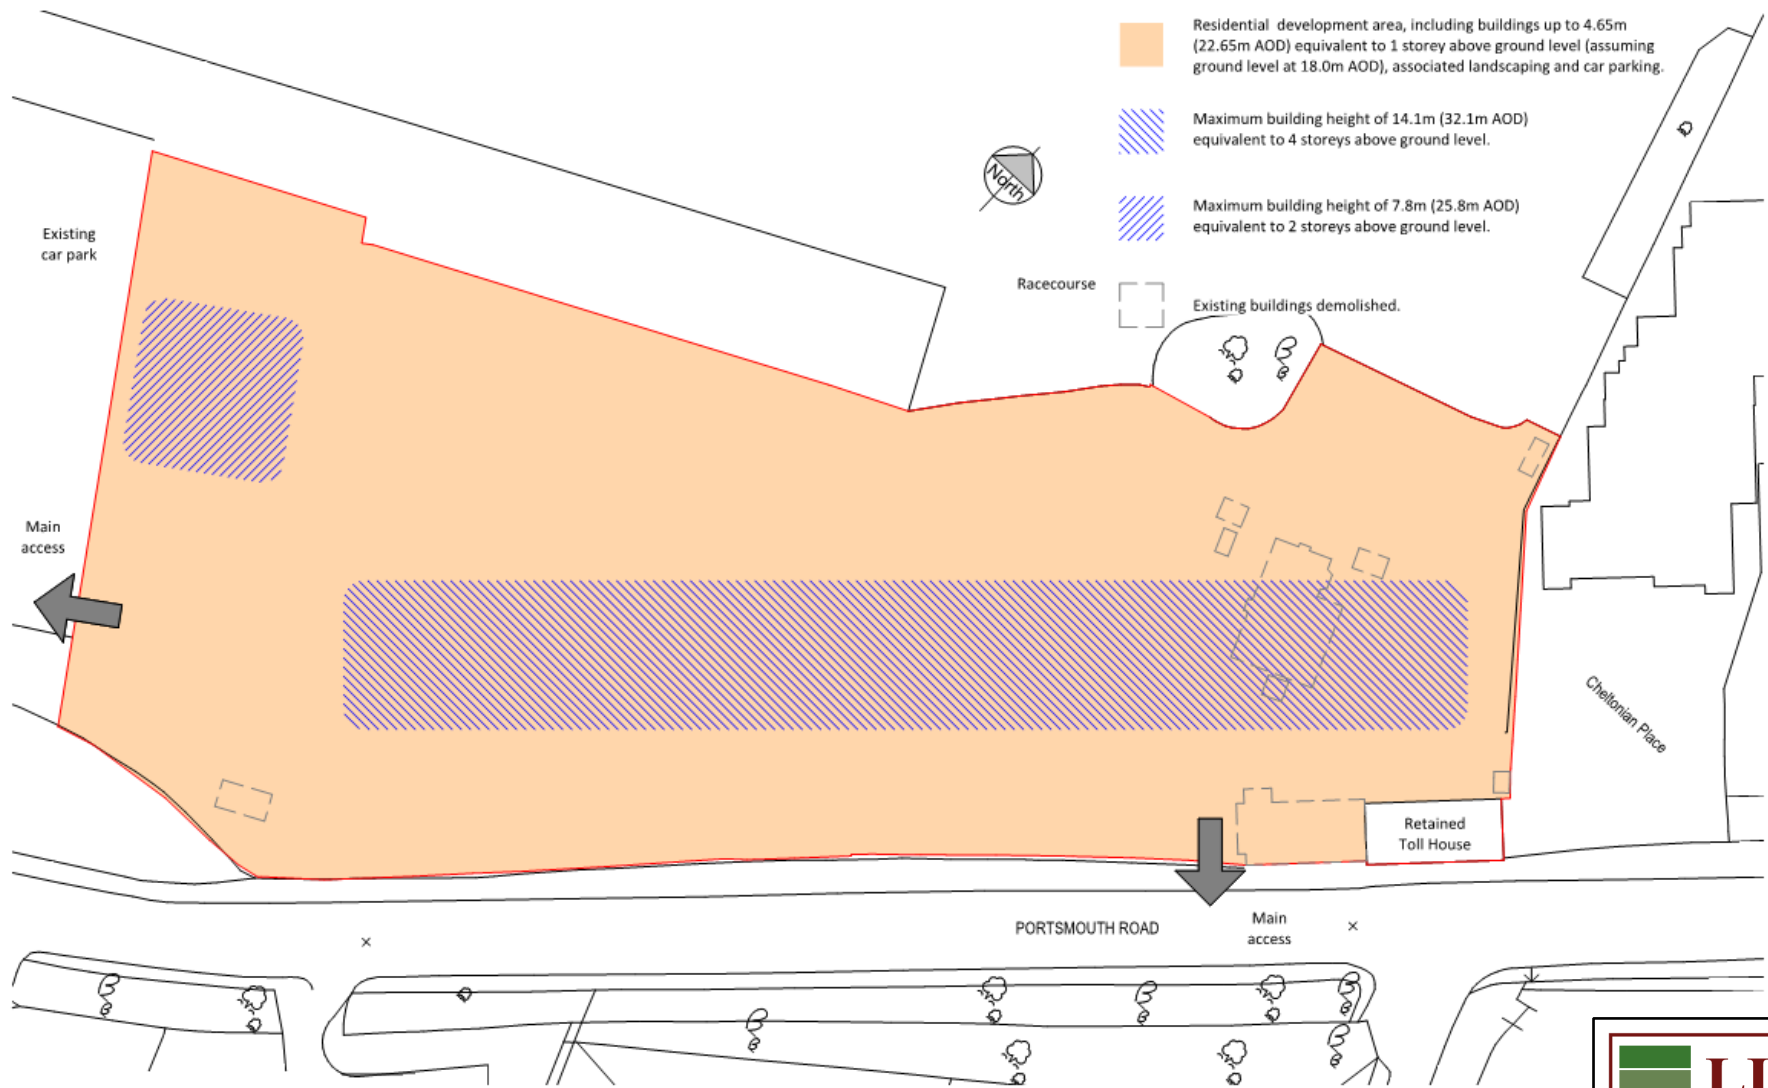 Residential development area, including buildings up to 4.65m
(22.65m AOD) equivalent to 1 storey above ground level (assuming
ground level at 18.0m AOD), associated landscaping and car parking.
Maximum building height of 14.1m (32.1m AOD)
equivalent to 4 storeys above ground level.
North
Maximum building height of 7.8m (25.8m AOD)
equivalent to 2 storeys above ground level.
Existing
car park
Racecourse
Existing buildings demolished.
Main
access
Cheltonian Place
Retained
Toll House
PORTSMOUTH ROAD
Main
access